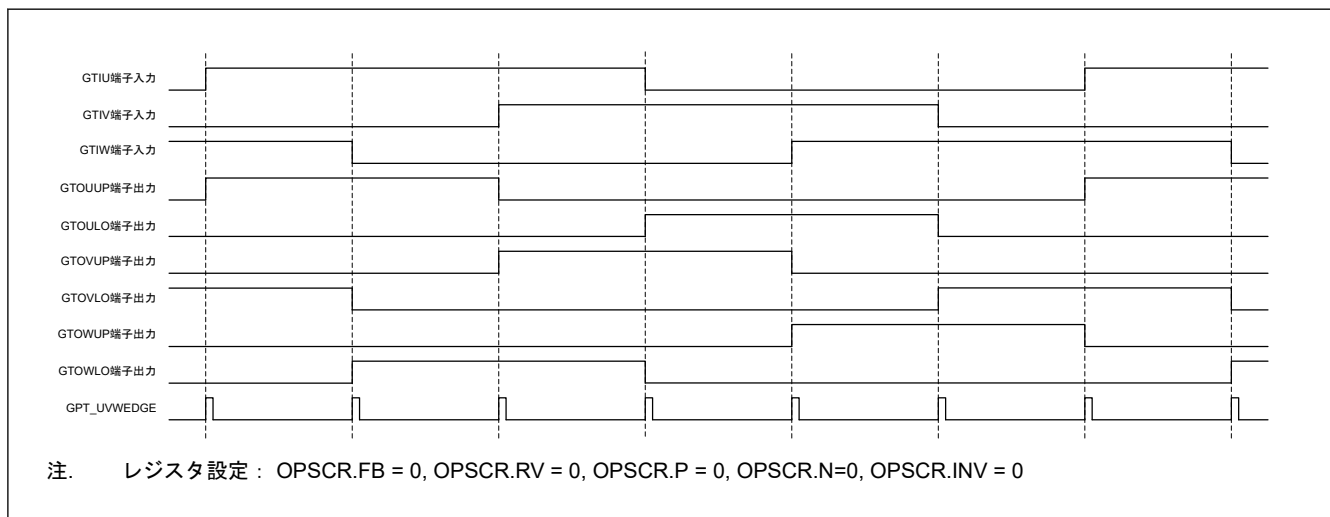 GTIU端子入力
GTIV端子入力
GTIW端子入力
GTOUUP端子出力
GTOULO端子出力
GTOVUP端子出力
GTOVLO端子出力
GTOWUP端子出力
GTOWLO端子出力
GPT_UVWEDGE
注. レジスタ設定： OPSCR.FB = 0, OPSCR.RV = 0, OPSCR.P = 0, OPSCR.N=0, OPSCR.INV = 0